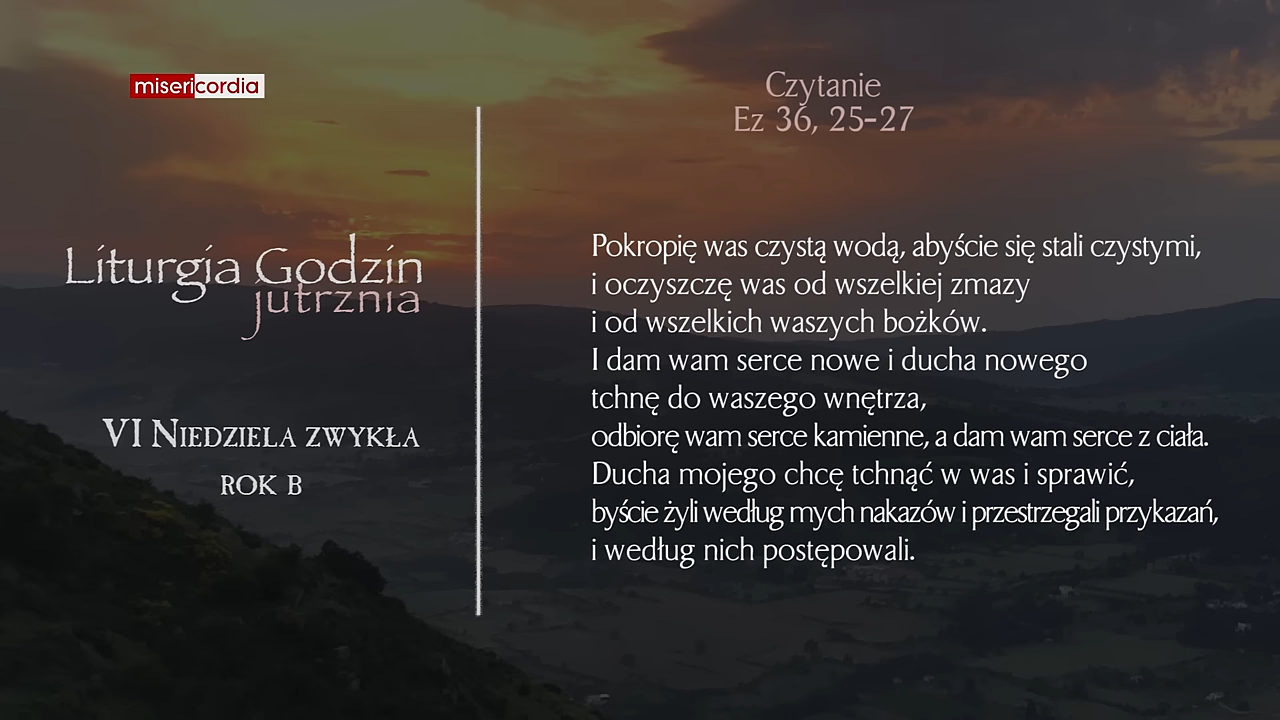 misericordia
Liturgia Godzin
jutrznia
VI Niedziela zwykła
rok B
Czytanie
Ez 36, 25-27
Pokropię was czystą wodą, abyście się stali czystymi,
i oczyszczę was od wszelkiej zmazy
i od wszelkich waszych bożków.
I dam wam serce nowe i ducha nowego
tchnę do waszego wnętrza,
odbiorę wam serce kamienne, a dam wam serce z ciała.
Ducha mojego chcę tchnąć w was i sprawić,
byście żyli według mych nakazów i przestrzegali przykazań,
i według nich postępowali.